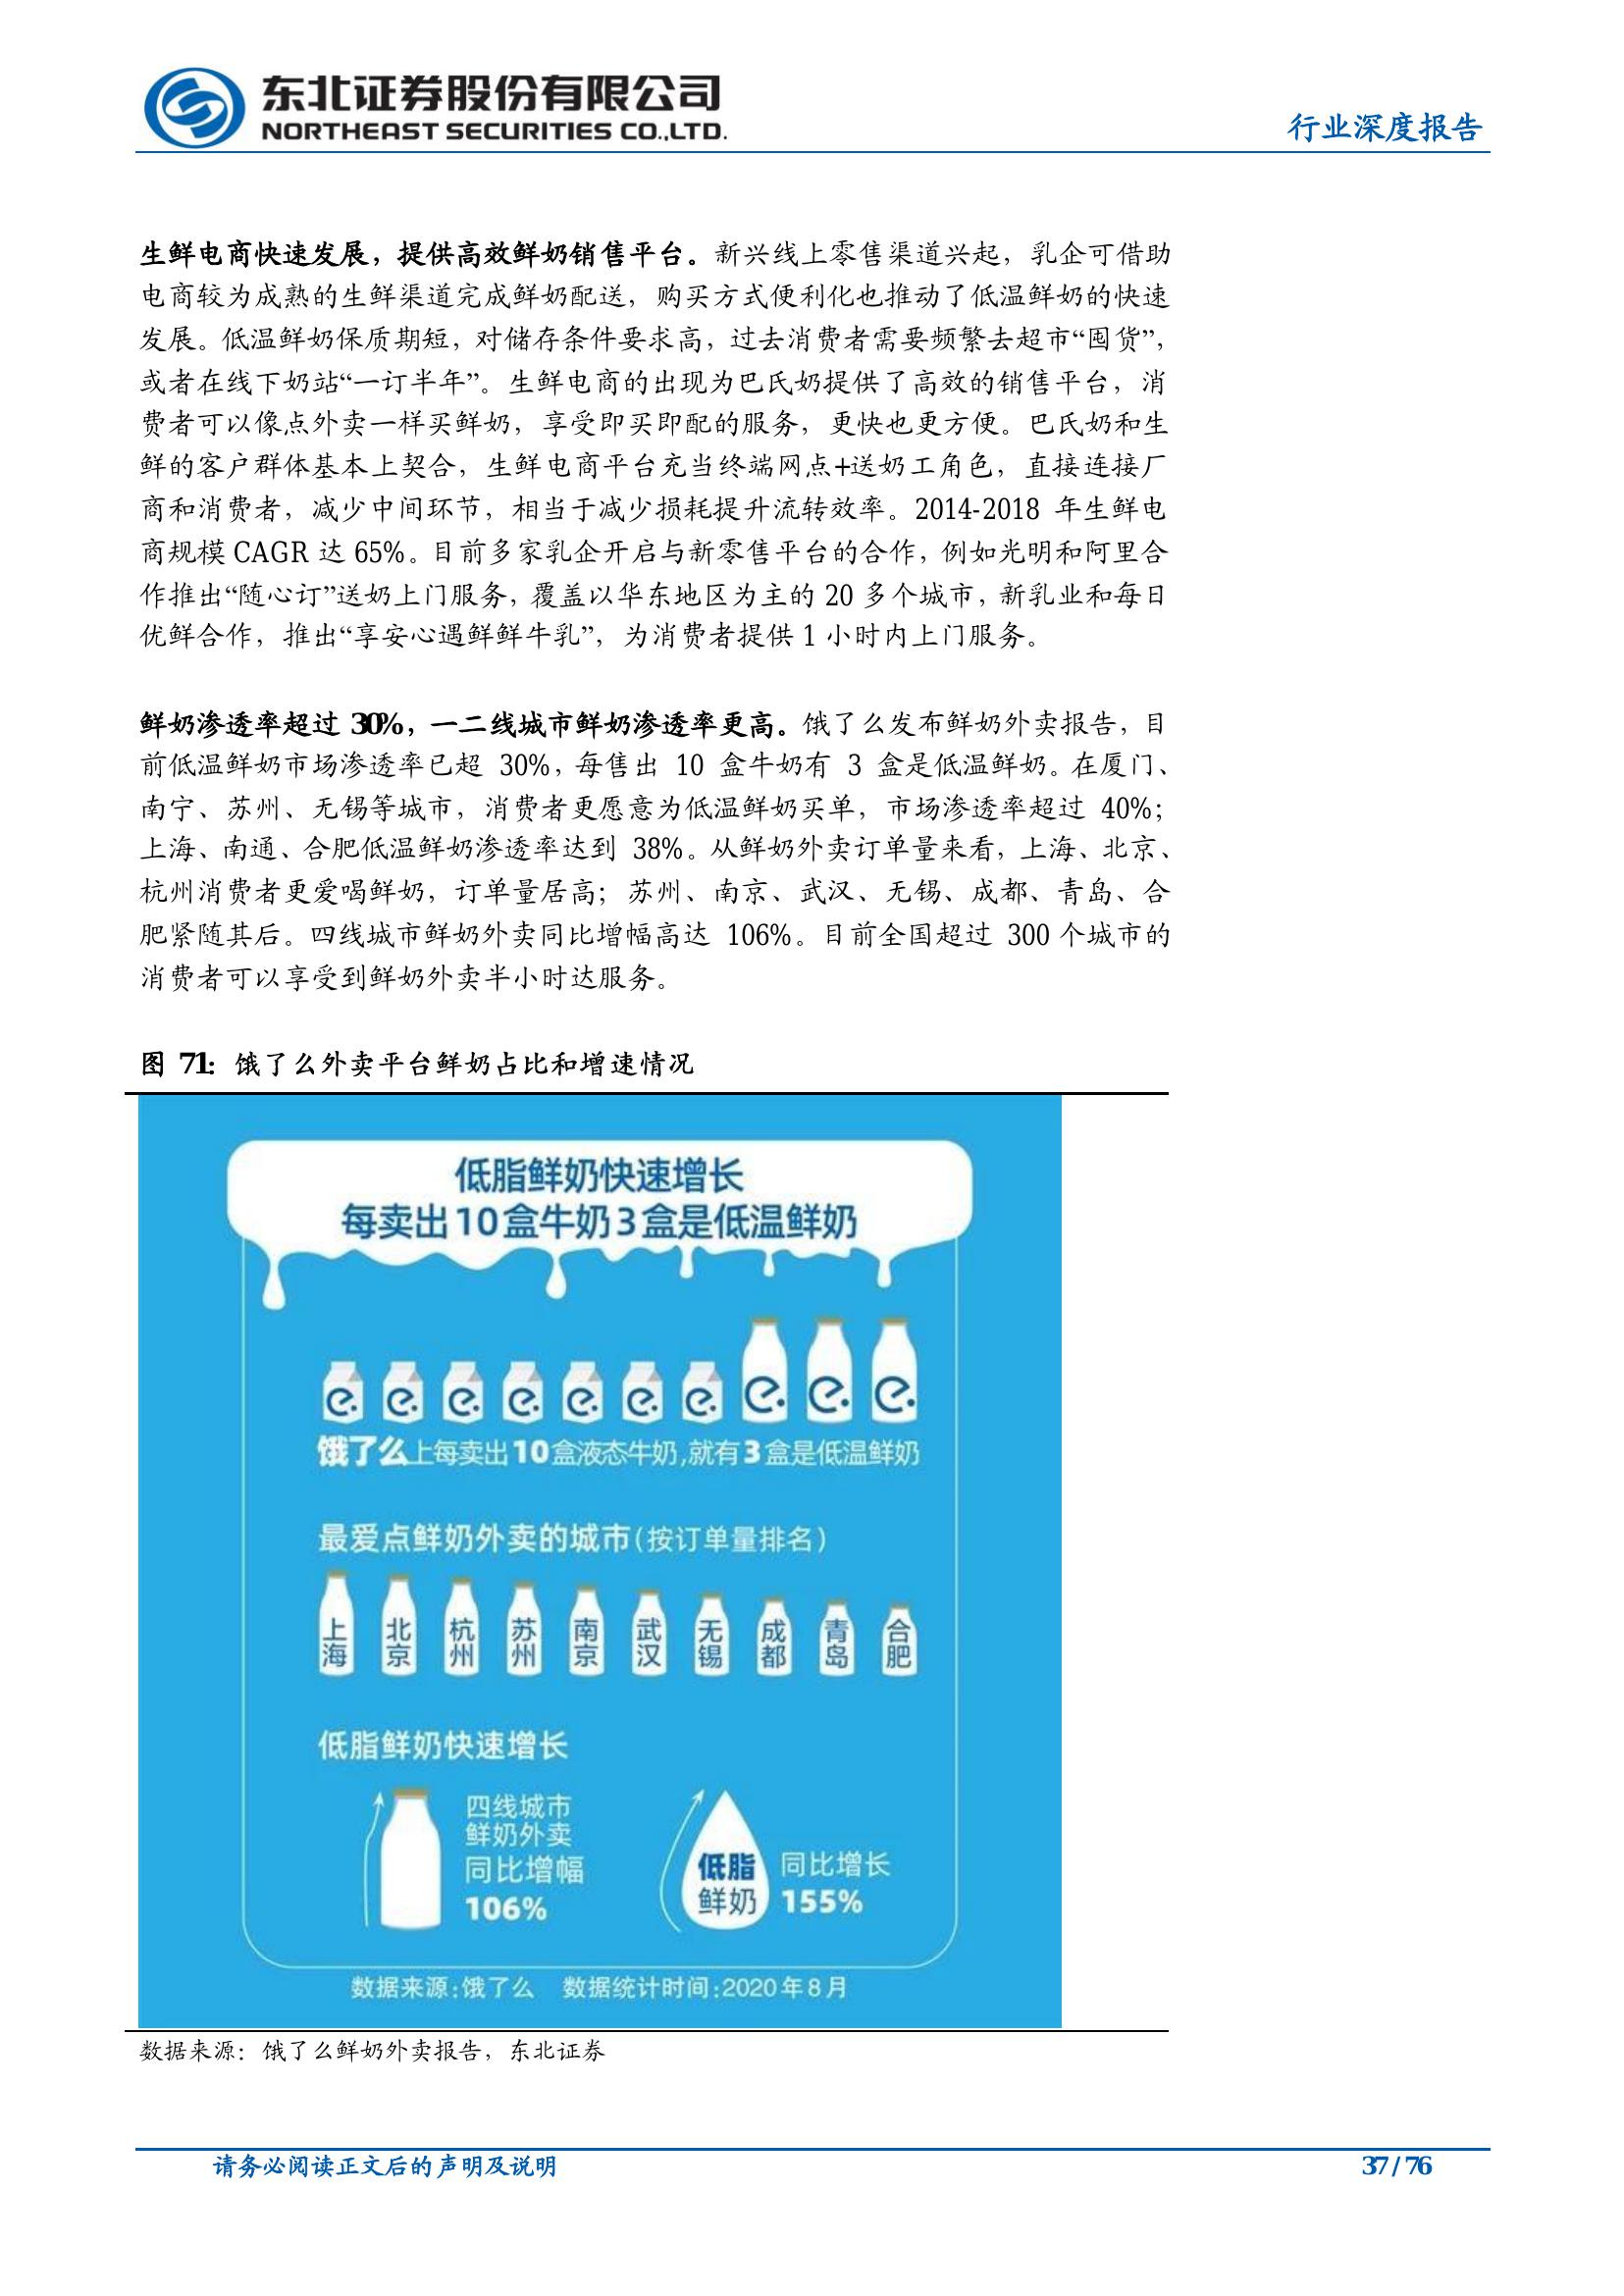 东北证券股份有限公司
NORTHEAST SECURITIES CO.,LTD.
行业深度报告
生鲜电商快速发展，提供高效鲜奶销售平台。新兴线上零售渠道兴起，乳企可借助
电商较为成熟的生鲜渠道完成鲜奶配送，购买方式便利化也推动了低温鲜奶的快速
发展。低温鲜奶保质期短，对储存条件要求高，过去消费者需要频繁去超市“囤货”，
或者在线下奶站“一订半年”。生鲜电商的出现为巴氏奶提供了高效的销售平台，消
费者可以像点外卖一样买鲜奶，享受即买即配的服务，更快也更方便。巴氏奶和生
鲜的客户群体基本上契合，生鲜电商平台充当终端网点+送奶工角色，直接连接厂
商和消费者，减少中间环节，相当于减少损耗提升流转效率。2014-2018 年生鲜电
商规模 CAGR 达 65%。目前多家乳企开启与新零售平台的合作，例如光明和阿里合
作推出“随心订”送奶上门服务，覆盖以华东地区为主的 20 多个城市，新乳业和每日
优鲜合作，推出“享安心遇鲜鲜牛乳”，为消费者提供 1 小时内上门服务。
鲜奶渗透率超过 30%，一二线城市鲜奶渗透率更高。饿了么发布鲜奶外卖报告，目
前低温鲜奶市场渗透率已超 30%，每售出 10 盒牛奶有 3 盒是低温鲜奶。在厦门、
南宁、苏州、无锡等城市，消费者更愿意为低温鲜奶买单，市场渗透率超过 40%；
上海、南通、合肥低温鲜奶渗透率达到 38%。从鲜奶外卖订单量来看，上海、北京、
杭州消费者更爱喝鲜奶，订单量居高；苏州、南京、武汉、无锡、成都、青岛、合
肥紧随其后。四线城市鲜奶外卖同比增幅高达 106%。目前全国超过 300 个城市的
消费者可以享受到鲜奶外卖半小时达服务。
图 71：饿了么外卖平台鲜奶占比和增速情况
低脂鲜奶快速增长
每卖出10盒牛奶3盒是低温鲜奶
e. e. e. e. e. e. e. e. e. e.
饿了么上每卖出10盒液态牛奶,就有3盒是低温鲜奶
最爱点鲜奶外卖的城市(按订单量排名)
上海 北京 杭州 苏州 南京 武汉 无锡 成都 青岛 合肥
低脂鲜奶快速增长
四线城市
鲜奶外卖
同比增幅
106%
低脂
鲜奶
同比增长
155%
数据来源:饿了么 数据统计时间:2020年8月
数据来源：饿了么鲜奶外卖报告，东北证券
请务必阅读正文后的声明及说明
37 / 76